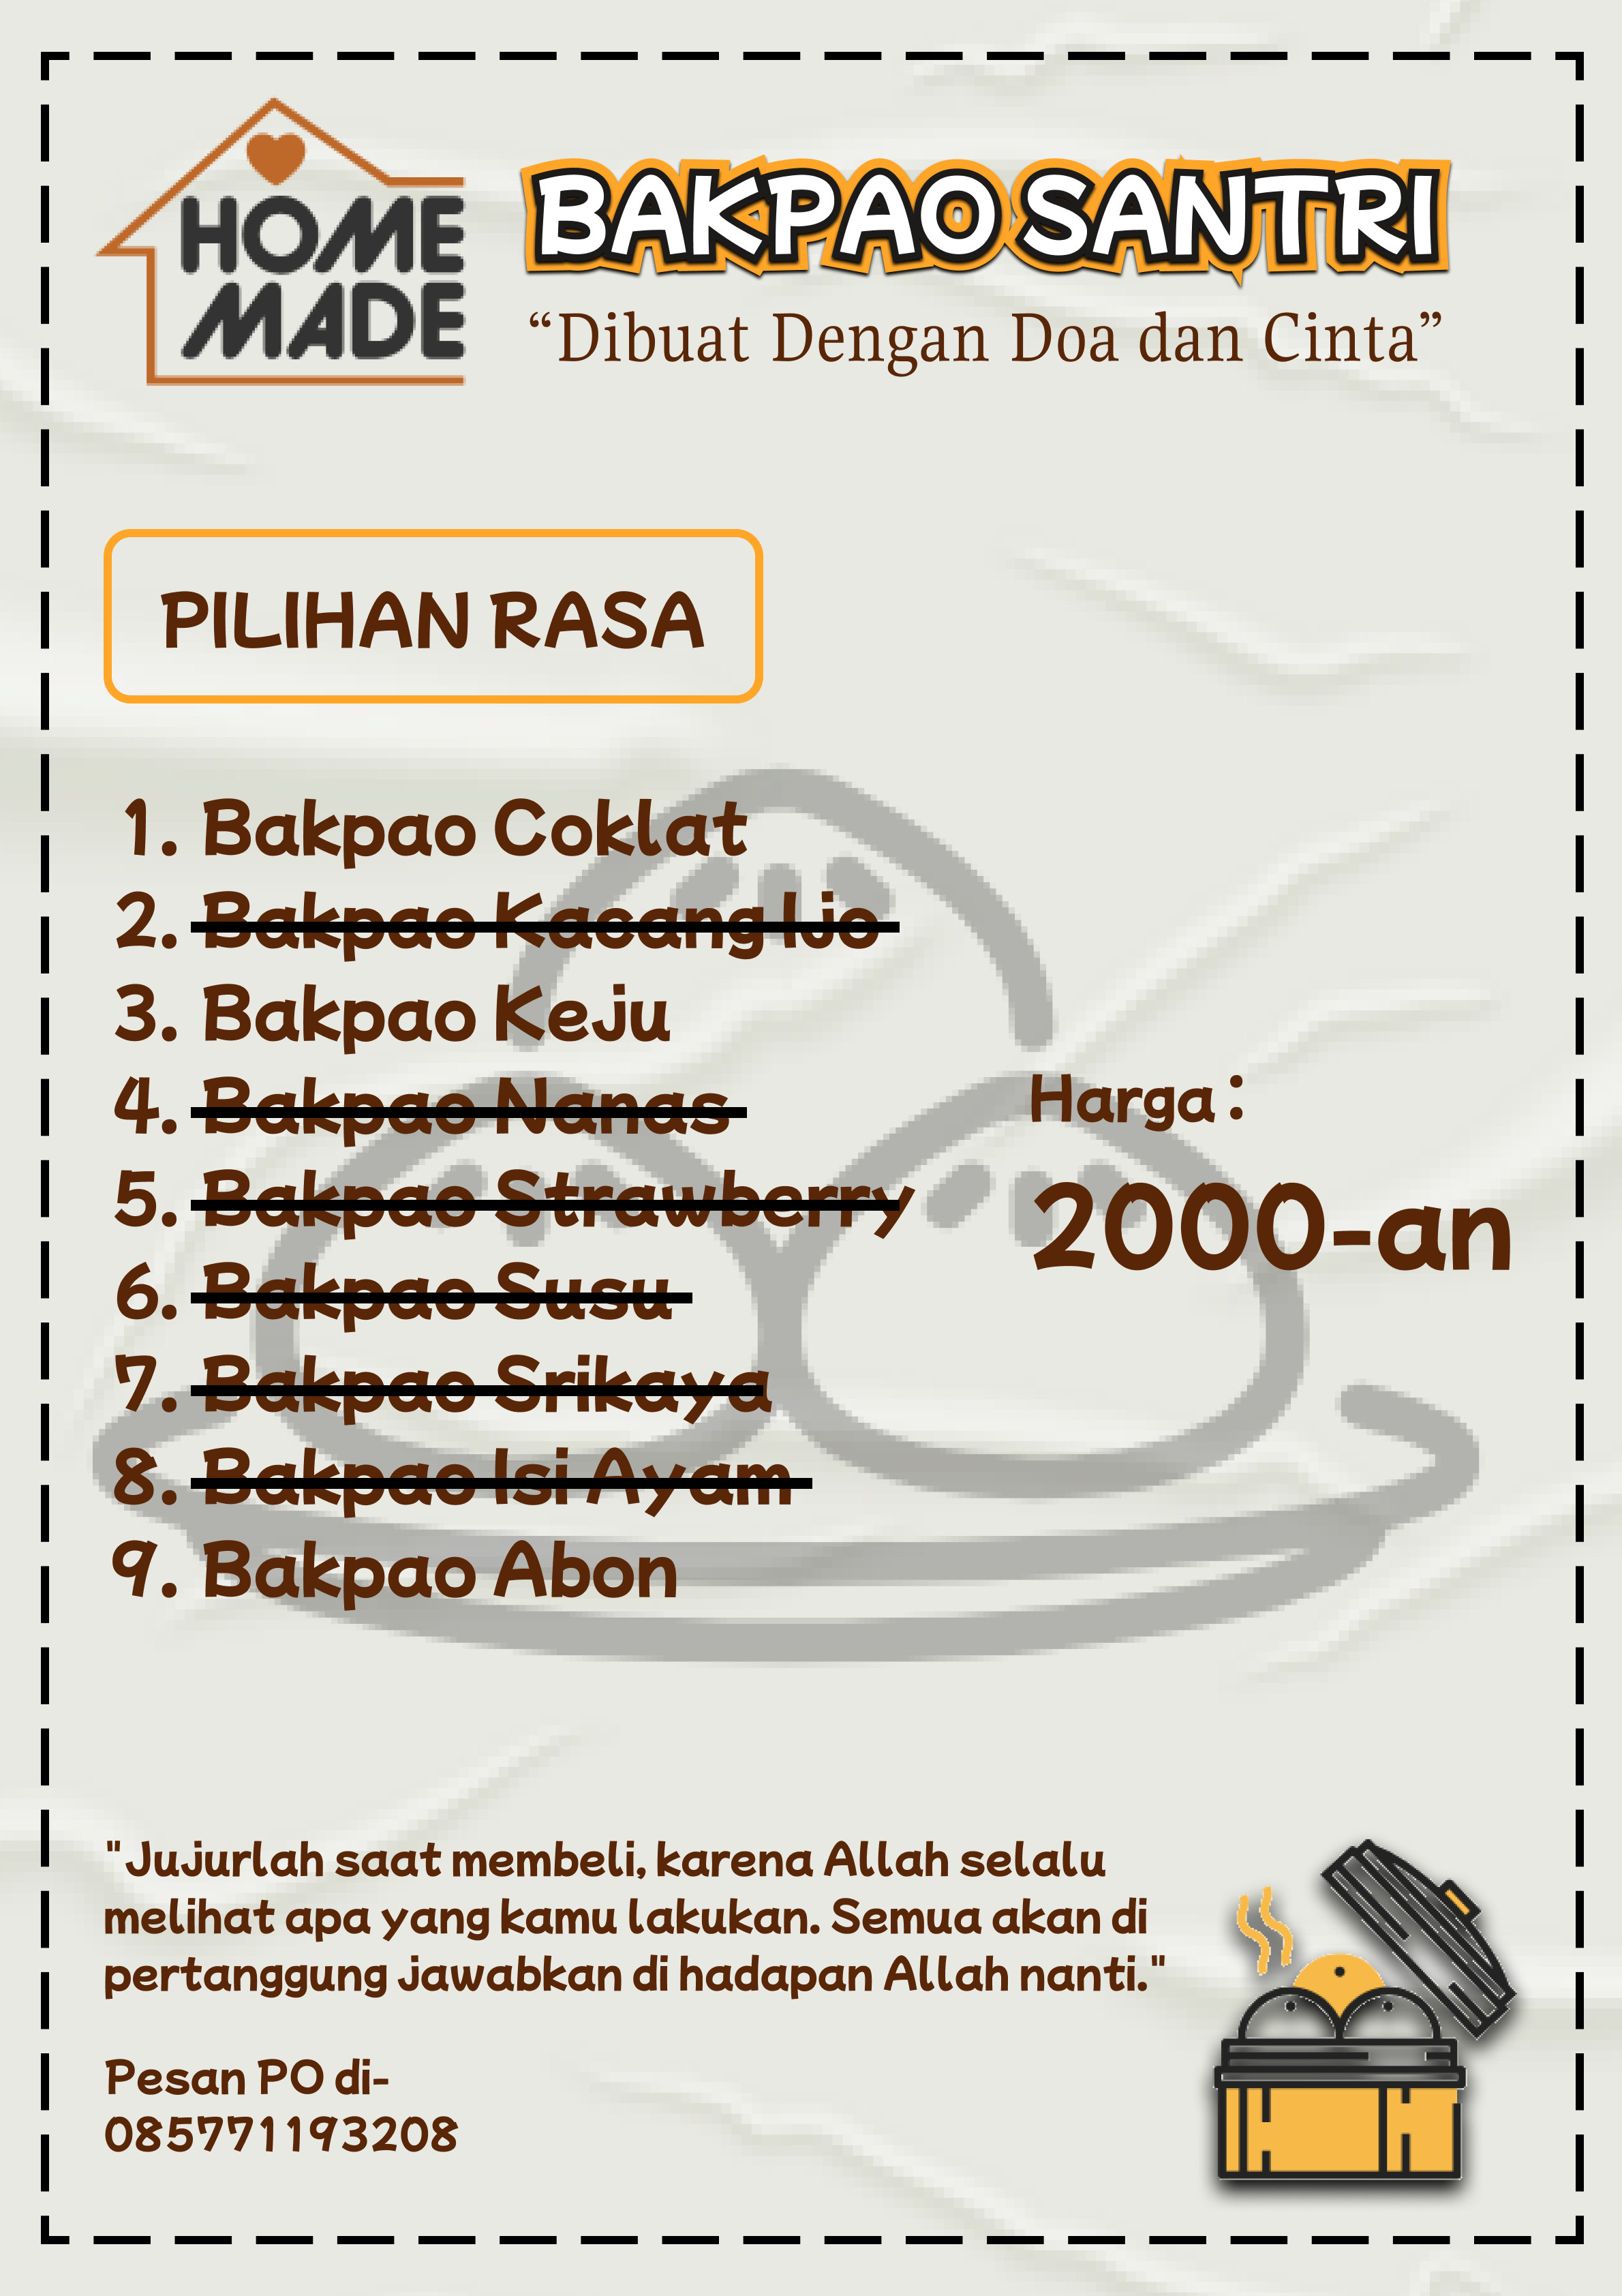 HOME
MADE
BAKPAO SANTRI
“Dibuat Dengan Doa dan Cinta”
PILIHAN RASA
1. Bakpao Coklat
2. Bakpao Kacang Ijo
3. Bakpao Keju
4. Bakpao Nanas
5. Bakpao Strawberry
6. Bakpao Susu
7. Bakpao Srikaya
8. Bakpao Isi Ayam
9. Bakpao Abon
Harga :
2000-an
"Jujurlah saat membeli, karena Allah selalu
melihat apa yang kamu lakukan. Semua akan di
pertanggung jawabkan di hadapan Allah nanti."
Pesan PO di-
085771193208